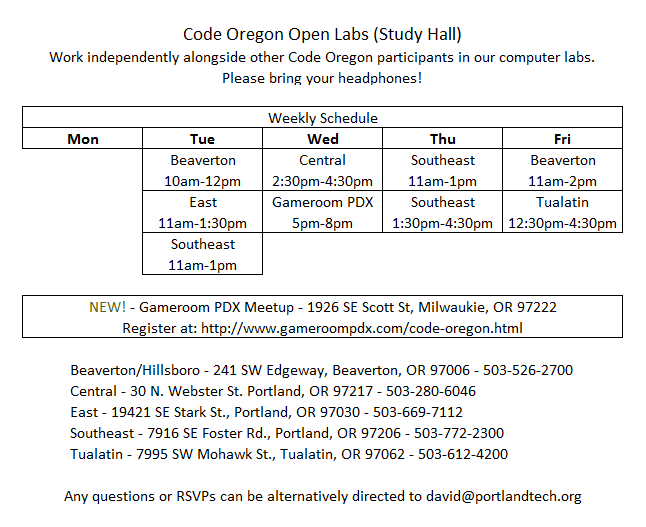 Code Oregon Open Labs (Study Hall)
Work independently alongside other Code Oregon participants in our computer labs.
Please bring your headphones!
Weekly Schedule
Mon Tue Wed Thu Fri
Beaverton Central Southeast Beaverton
10am-12pm 2:30pm-4:30pm 11am-1pm 11am-2pm
East Gameroom PDX Southeast Tualatin
11am-1:30pm 5pm-8pm 1:30pm-4:30pm 12:30pm-4:30pm
Southeast
11am-1pm
NEW! - Gameroom PDX Meetup - 1926 SE Scott St, Milwaukie, OR 97222
Register at: http://www.gameroompdx.com/code-oregon.html
Beaverton/Hillsboro - 241 SW Edgeway, Beaverton, OR 97006 - 503-526-2700
Central - 30 N. Webster St. Portland, OR 97217 - 503-280-6046
East - 19421 SE Stark St., Portland, OR 97030 - 503-669-7112
Southeast - 7916 SE Foster Rd., Portland, OR 97206 - 503-772-2300
Tualatin - 7995 SW Mohawk St., Tualatin, OR 97062 - 503-612-4200
Any questions or RSVPs can be alternatively directed to david@portlandtech.org